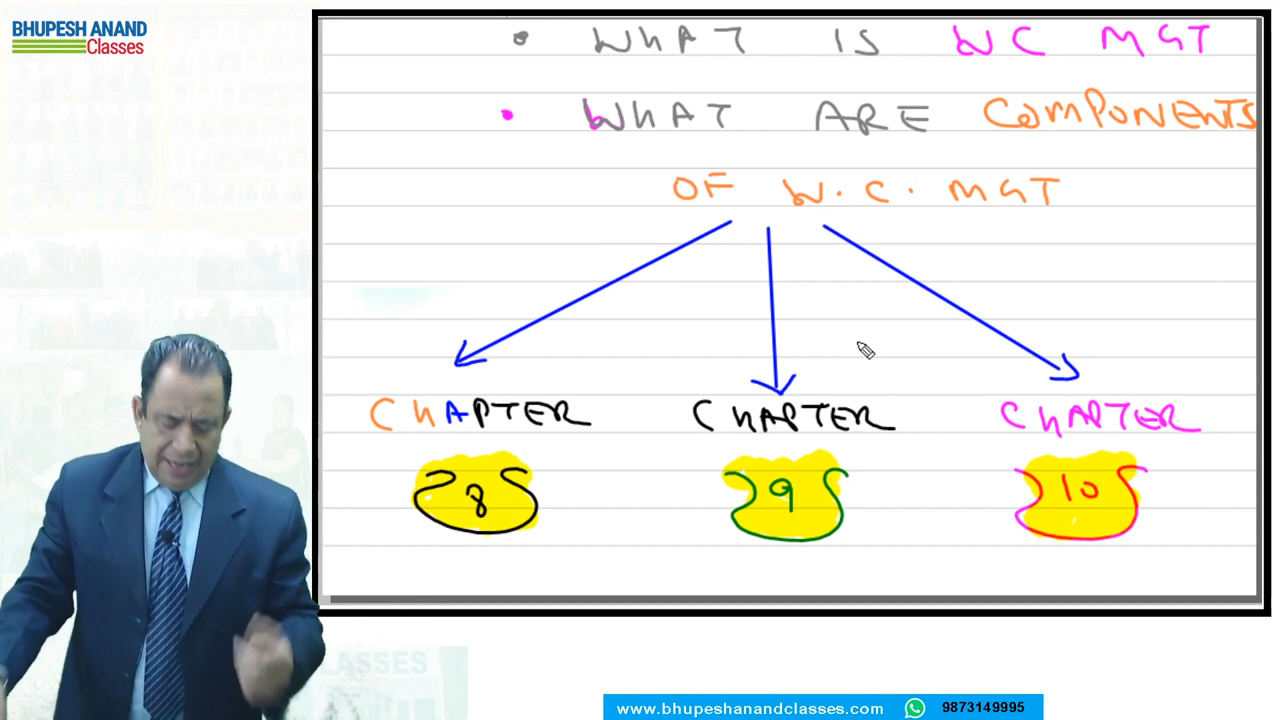 BHUPESH ANAND
Classes
• WHAT IS WC MGT
• WHAT ARE COMPONENTS
OF W.C. MGT
CHAPTER CHAPTER CHAPTER
8 9 10
CLASSES
www.bhupeshanandclasses.com 9873149995